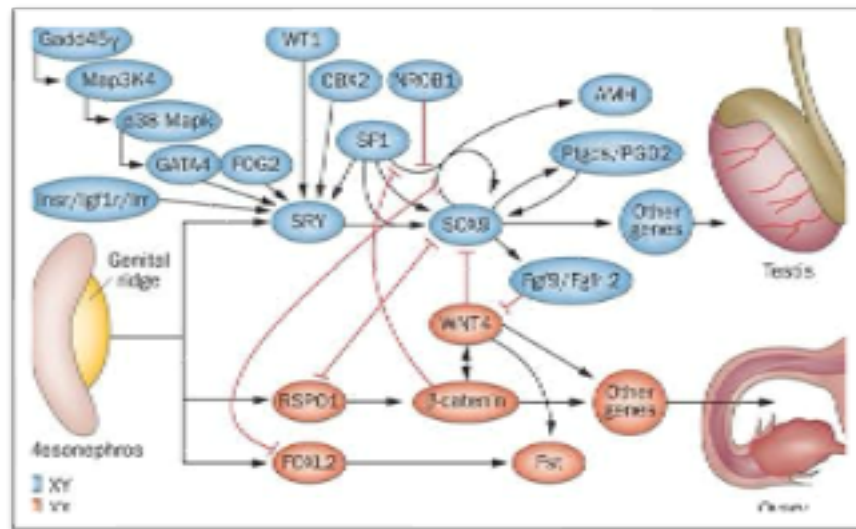 Gadd45γ
WT1
Map3K4
CBX2
NR0B1
AMH
p38 Mapk
SF1
Ptgds/PGD2
GATA4
FOG2
Insr/Igf1r/Irr
SRY
SOX9
Other
genes
Testis
Genital
ridge
Fgf9/Fgfr2
WNT4
RSPO1
β-catenin
Other
genes
Mesonephros
FOXL2
Fst
XY